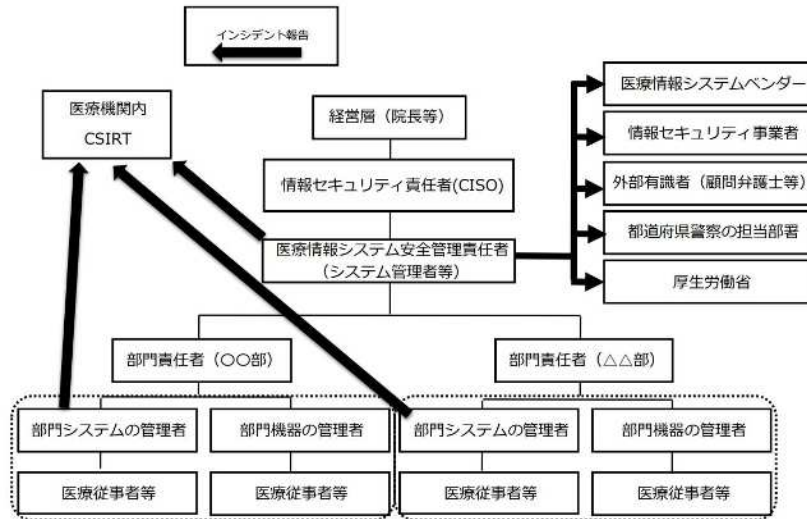 インシデント報告
医療機関内
CSIRT
経営層（院長等）
情報セキュリティ責任者(CISO)
医療情報システム安全管理責任者
（システム管理者等）
医療情報システムベンダー
情報セキュリティ事業者
外部有識者（顧問弁護士等）
都道府県警察の担当部署
厚生労働省
部門責任者（〇〇部）
部門責任者（△△部）
部門システムの管理者
部門機器の管理者
部門システムの管理者
部門機器の管理者
医療従事者等
医療従事者等
医療従事者等
医療従事者等